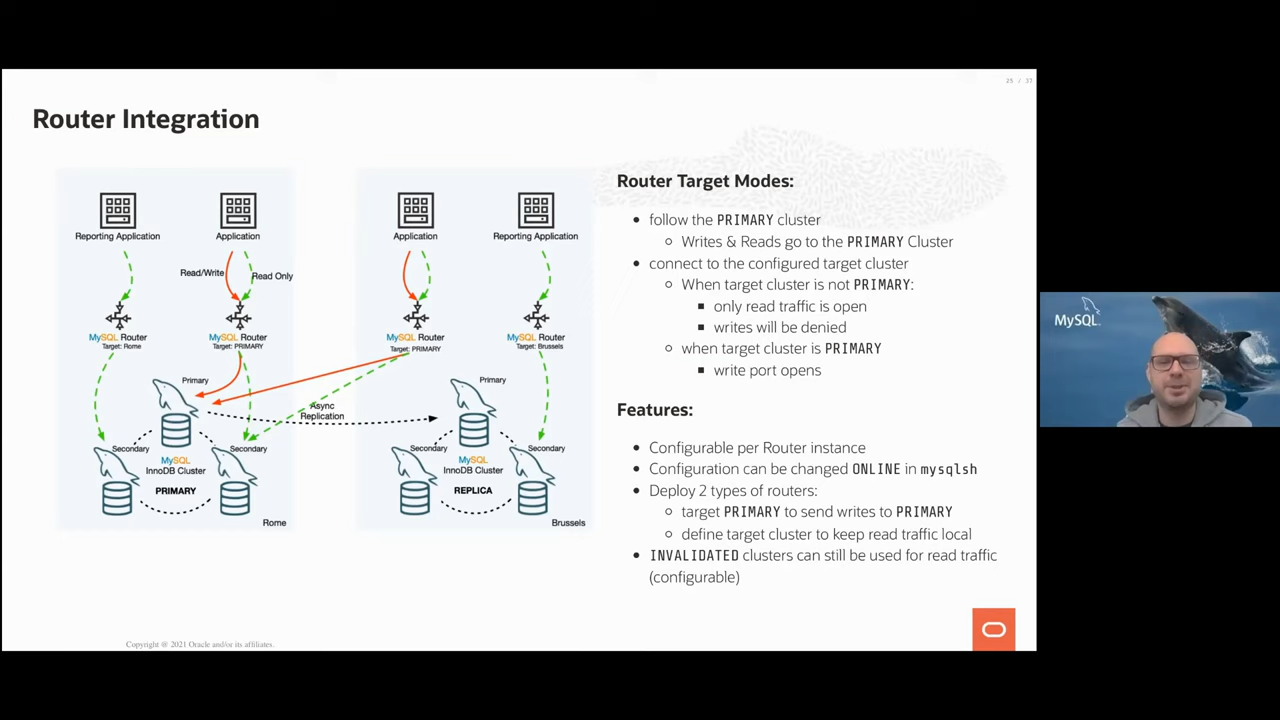 25 / 37
Router Integration
Reporting Application
Application
Read/Write
Read Only
MySQL Router
Target: Rome
MySQL Router
Target: PRIMARY
Primary
Secondary
Secondary
MySQL
InnoDB Cluster
PRIMARY
Rome
Async
Replication
Application
Reporting Application
MySQL Router
Target: PRIMARY
MySQL Router
Target: Brussels
Primary
Secondary
Secondary
MySQL
InnoDB Cluster
REPLICA
Brussels
Router Target Modes:
follow the PRIMARY cluster
Writes & Reads go to the PRIMARY Cluster
connect to the configured target cluster
When target cluster is not PRIMARY:
only read traffic is open
writes will be denied
when target cluster is PRIMARY
write port opens
Features:
Configurable per Router instance
Configuration can be changed ONLINE in mysqlsh
Deploy 2 types of routers:
target PRIMARY to send writes to PRIMARY
define target cluster to keep read traffic local
INVALIDATED clusters can still be used for read traffic
(configurable)
Copyright @ 2021 Oracle and/or its affiliates.
MySQL